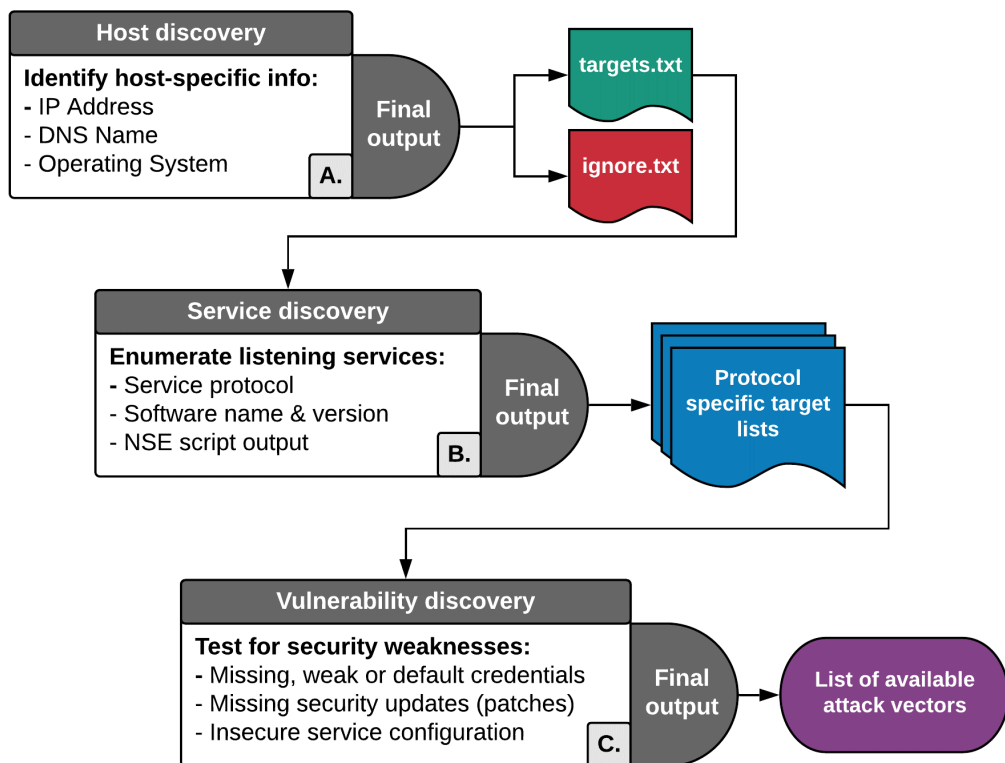 Host discovery
Identify host-specific info:
- IP Address
- DNS Name
- Operating System
A.
Final
output
targets.txt
ignore.txt
Service discovery
Enumerate listening services:
- Service protocol
- Software name & version
- NSE script output
B.
Final
output
Protocol
specific target
lists
Vulnerability discovery
Test for security weaknesses:
- Missing, weak or default credentials
- Missing security updates (patches)
- Insecure service configuration
C.
Final
output
List of available
attack vectors